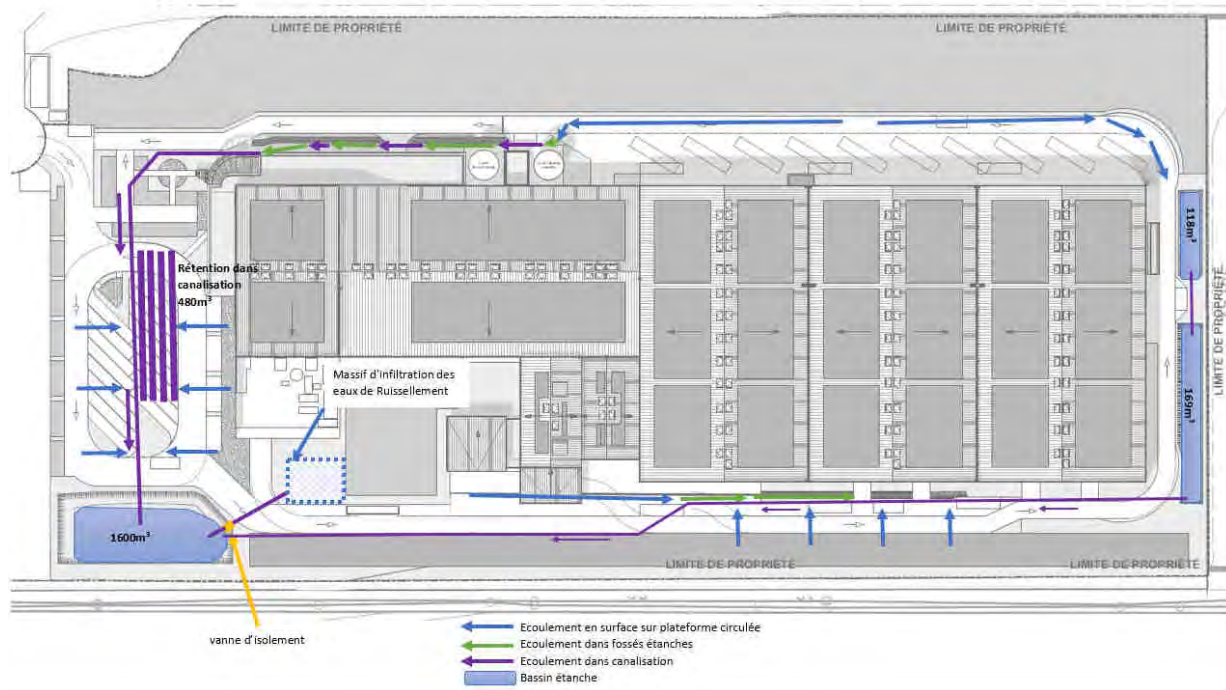 LIMITE DE PROPRIÉTÉ
LIMITE DE PROPRIÉTÉ
118m³
Rétention dans
canalisation
480m³
LIMITE DE PROPRIÉTÉ
Massif d'infiltration des
eaux de Ruissellement
169m³
1600m³
LIMITE DE PROPRIÉTÉ
LIMITE DE PROPRIÉTÉ
vanne d'isolement
Ecoulement en surface sur plateforme circulée
Ecoulement dans fossés étanches
Ecoulement dans canalisation
Bassin étanche